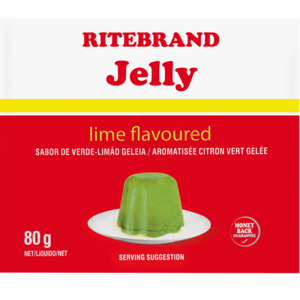 RITEBRAND
Jelly
lime flavoured
SABOR DE VERDE-LIMÃO GELEIA / AROMATISÉE CITRON VERT GELÉE
MONEY
BACK
GUARANTEE
80 g
NET/LIQUIDO/NET
SERVING SUGGESTION